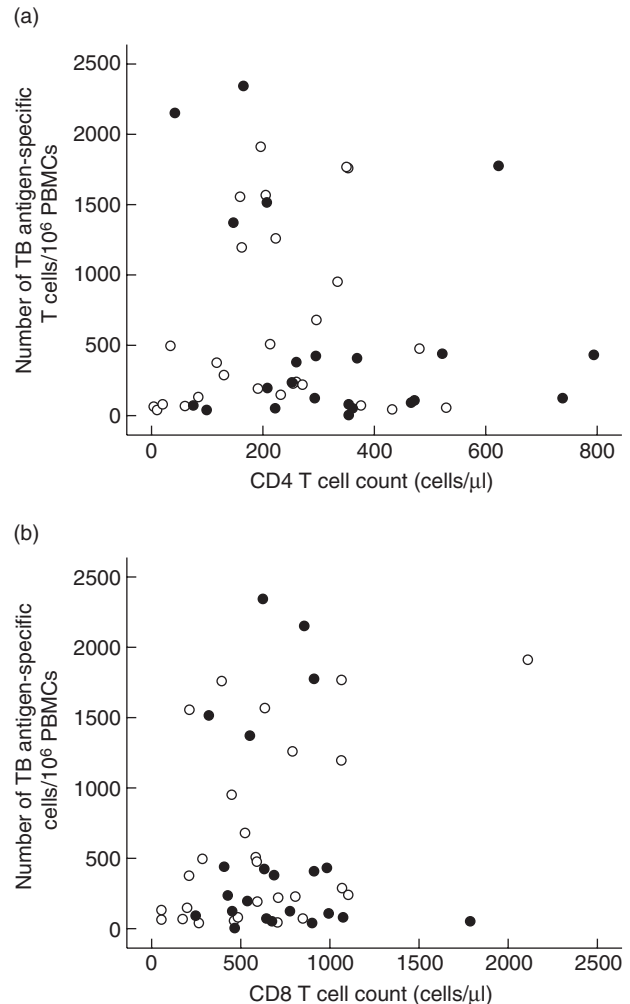 (a)
2500
2000
1500
1000
500
0
Number of TB antigen-specific
T cells/10⁶ PBMCs
0 200 400 600 800
CD4 T cell count (cells/μl)
(b)
2500
2000
1500
1000
500
0
Number of TB antigen-specific
cells/10⁶ PBMCs
0 500 1000 1500 2000 2500
CD8 T cell count (cells/μl)